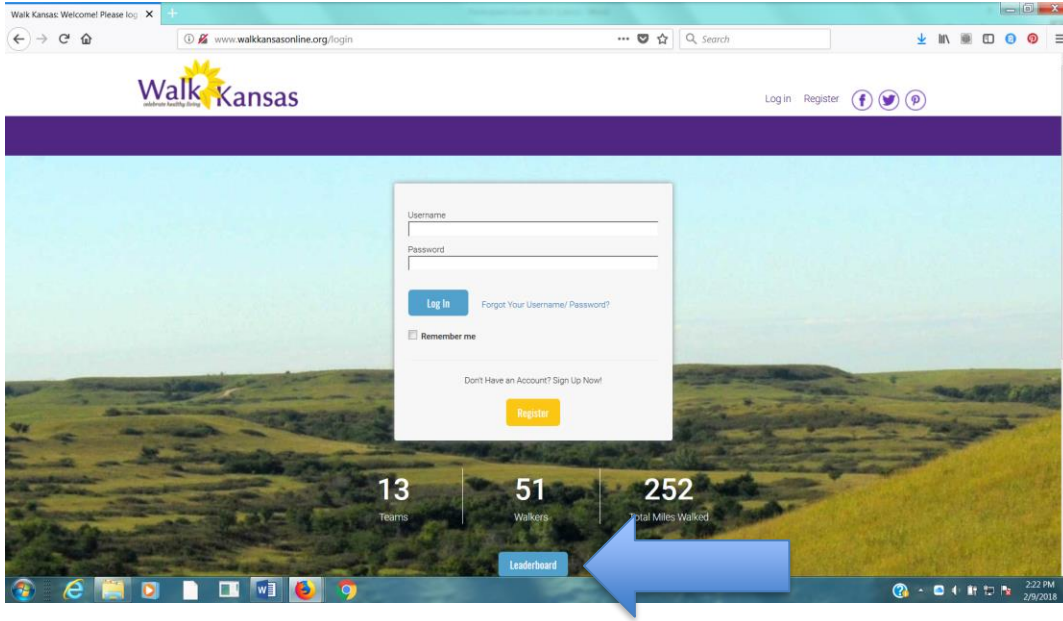 Walk Kansas: Welcome! Please log
www.walkkansasonline.org/login
Search
Walk Kansas
celebrate healthy living
Log in Register
Username
Password
Log In Forgot Your Username/ Password?
Remember me
Don't Have an Account? Sign Up Now!
Register
13 51 252
Teams Walkers Total Miles Walked
Leaderboard
2:22 PM
2/9/2018